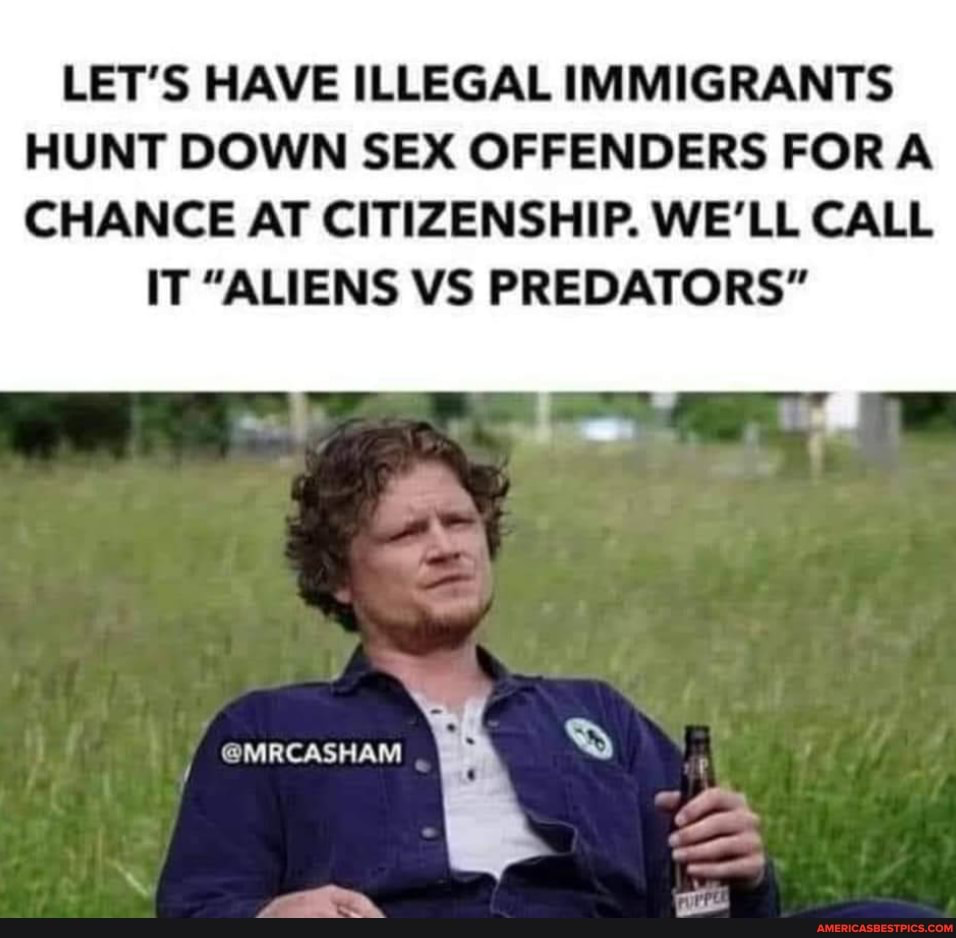 LET'S HAVE ILLEGAL IMMIGRANTS
HUNT DOWN SEX OFFENDERS FOR A
CHANCE AT CITIZENSHIP. WE'LL CALL
IT "ALIENS VS PREDATORS"
@MRCASHAM
PUPPE
AMERICASBESTPICS.COM